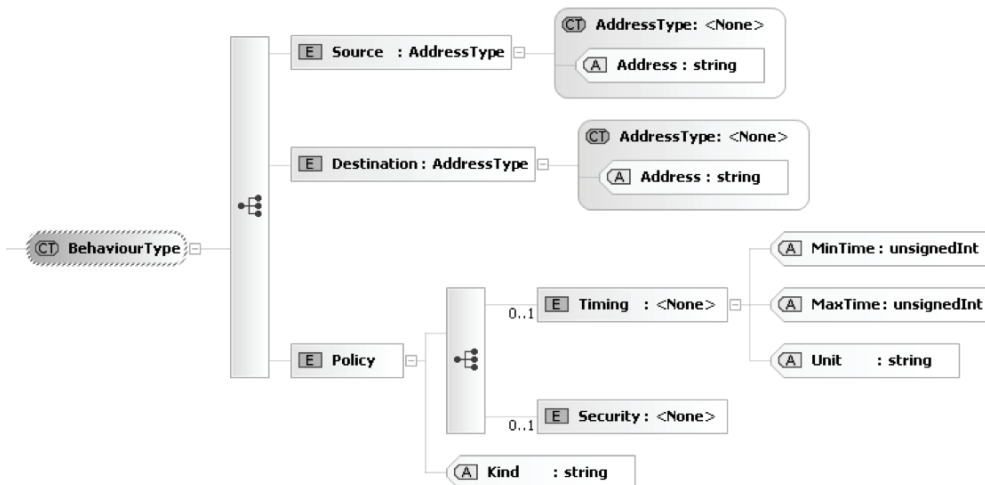 CT AddressType: <None>
E Source : AddressType
A Address : string
CT AddressType: <None>
E Destination : AddressType
A Address : string
CT BehaviourType
A MinTime : unsignedInt
0..1 E Timing : <None>
A MaxTime : unsignedInt
E Policy
A Unit : string
0..1 E Security : <None>
A Kind : string